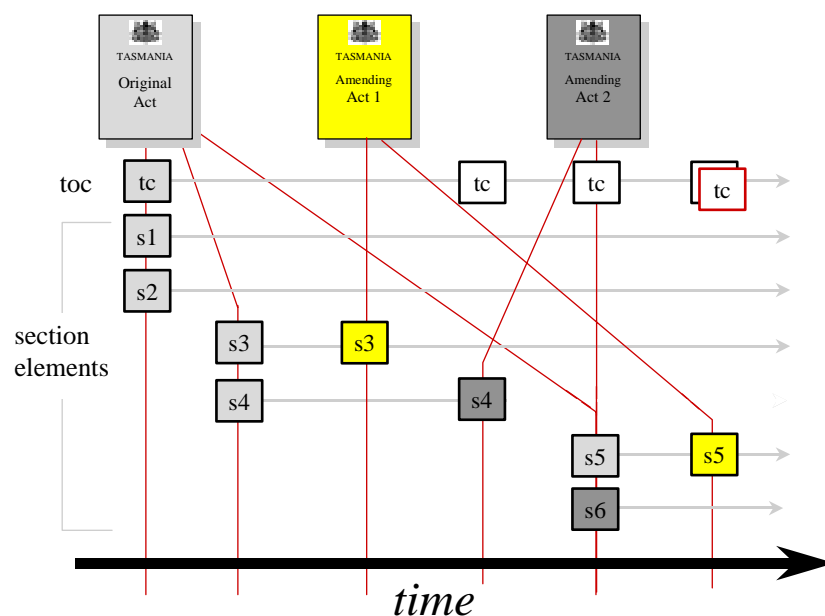 TASMANIA
Original
Act
TASMANIA
Amending
Act 1
TASMANIA
Amending
Act 2
toc
tc
tc
tc
tc
s1
s2
section
elements
s3
s3
s4
s4
s5
s5
s6
time